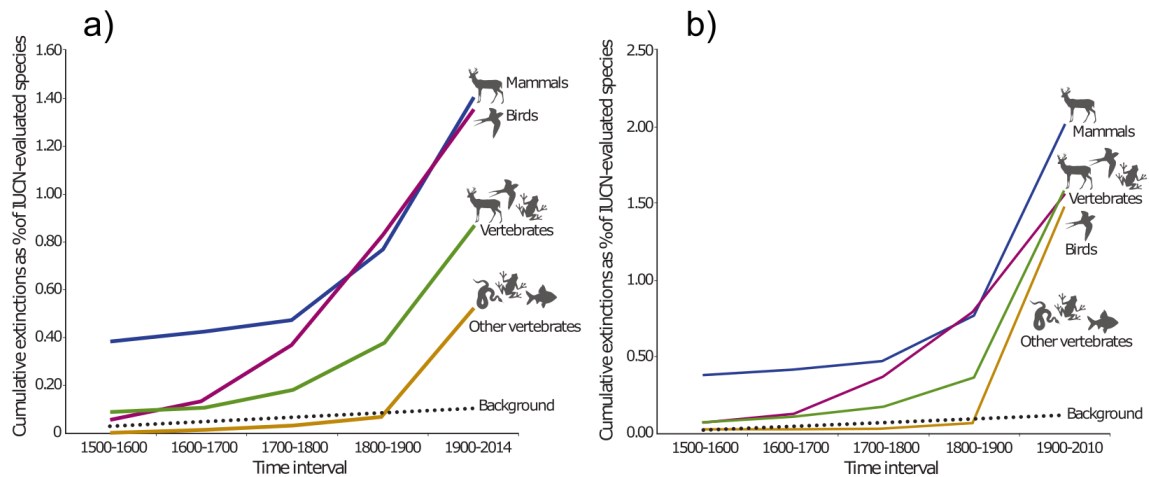 a)
Cumulative extinctions as % of IUCN-evaluated species
1.60
1.40
1.20
1.00
0.80
0.60
0.40
0.20
0
Mammals
Birds
Vertebrates
Other vertebrates
Background
1500-1600 1600-1700 1700-1800 1800-1900 1900-2014
Time interval
b)
Cumulative extinctions as % of IUCN-evaluated species
2.50
2.00
1.50
1.00
0.50
0.00
Mammals
Vertebrates
Birds
Other vertebrates
Background
1500-1600 1600-1700 1700-1800 1800-1900 1900-2010
Time interval